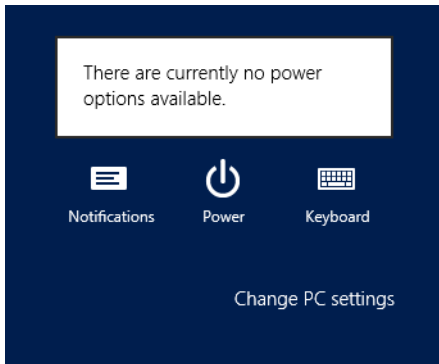 There are currently no power
options available.
Notifications
Power
Keyboard
Change PC settings